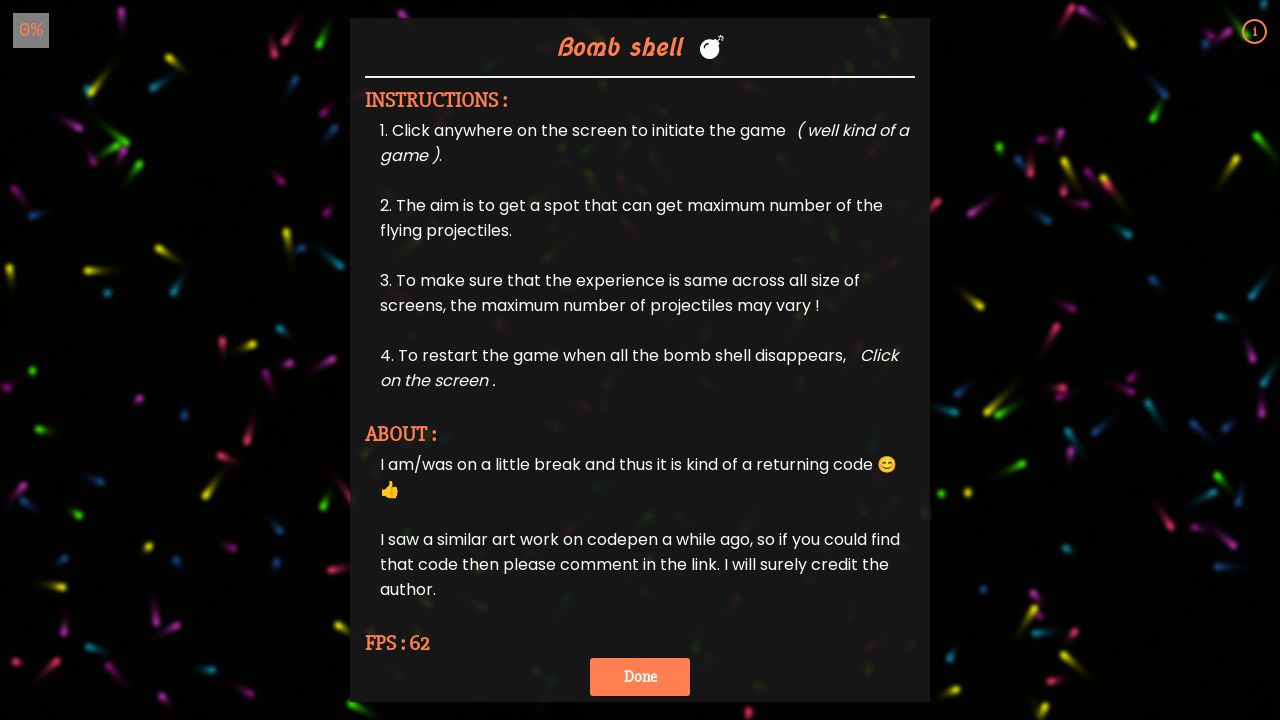 0%
i
Bomb shell 💣
INSTRUCTIONS :
1. Click anywhere on the screen to initiate the game ( well kind of a
game ).
2. The aim is to get a spot that can get maximum number of the
flying projectiles.
3. To make sure that the experience is same across all size of
screens, the maximum number of projectiles may vary !
4. To restart the game when all the bomb shell disappears, Click
on the screen .
ABOUT :
I am/was on a little break and thus it is kind of a returning code 😊
👍
I saw a similar art work on codepen a while ago, so if you could find
that code then please comment in the link. I will surely credit the
author.
FPS : 62
Done